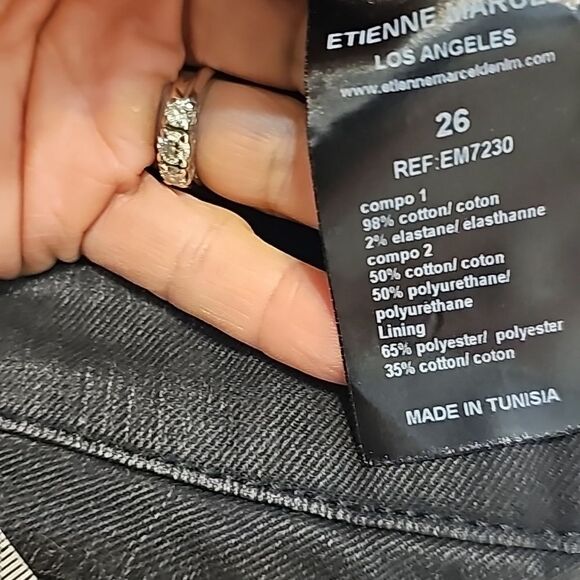 ETIENNE MARCEL
LOS ANGELES
www.etiennemarceldenim.com
26
REF:EM7230
compo 1
98% cotton/ coton
2% elastane/ elasthanne
compo 2
50% cotton/ coton
50% polyurethane/
polyuréthane
Lining
65% polyester/ polyester
35% cotton/ coton
MADE IN TUNISIA